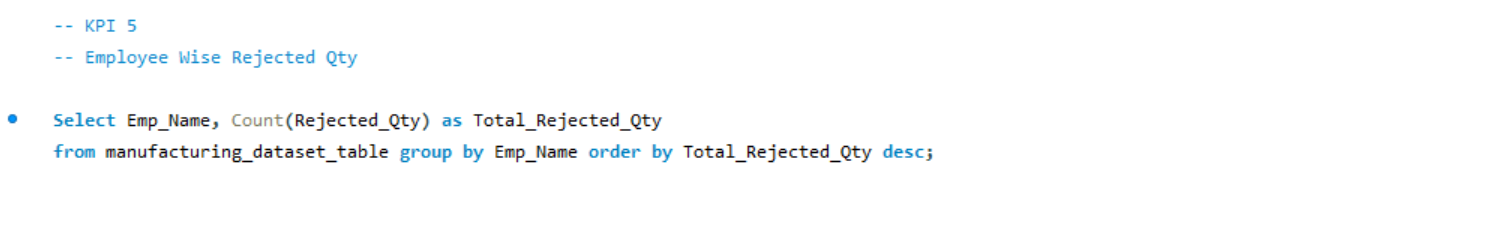 -- KPI 5
-- Employee Wise Rejected Qty
Select Emp_Name, Count(Rejected_Qty) as Total_Rejected_Qty
from manufacturing_dataset_table group by Emp_Name order by Total_Rejected_Qty desc;